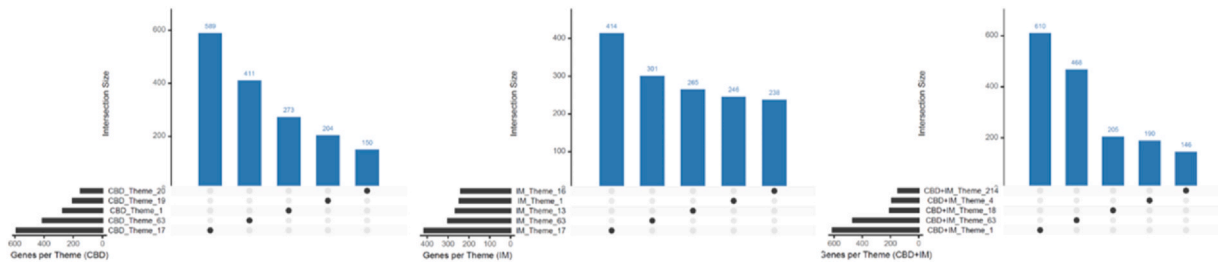 600
400
200
Intersection Size
589
411
273
204
150
CBD_Theme_20
CBD_Theme_19
CBD_Theme_1
CBD_Theme_63
CBD_Theme_17
600 400 200 0
Genes per Theme (CBD)
400
300
200
100
Intersection Size
414
301
265
246
238
IM_Theme_16
IM_Theme_1
IM_Theme_13
IM_Theme_63
IM_Theme_17
400 300 200 100 0
Genes per Theme (IM)
600
400
200
Intersection Size
610
468
205
190
146
CBD+IM_Theme_214
CBD+IM_Theme_4
CBD+IM_Theme_18
CBD+IM_Theme_63
CBD+IM_Theme_1
600 400 200 0
Genes per Theme (CBD+IM)